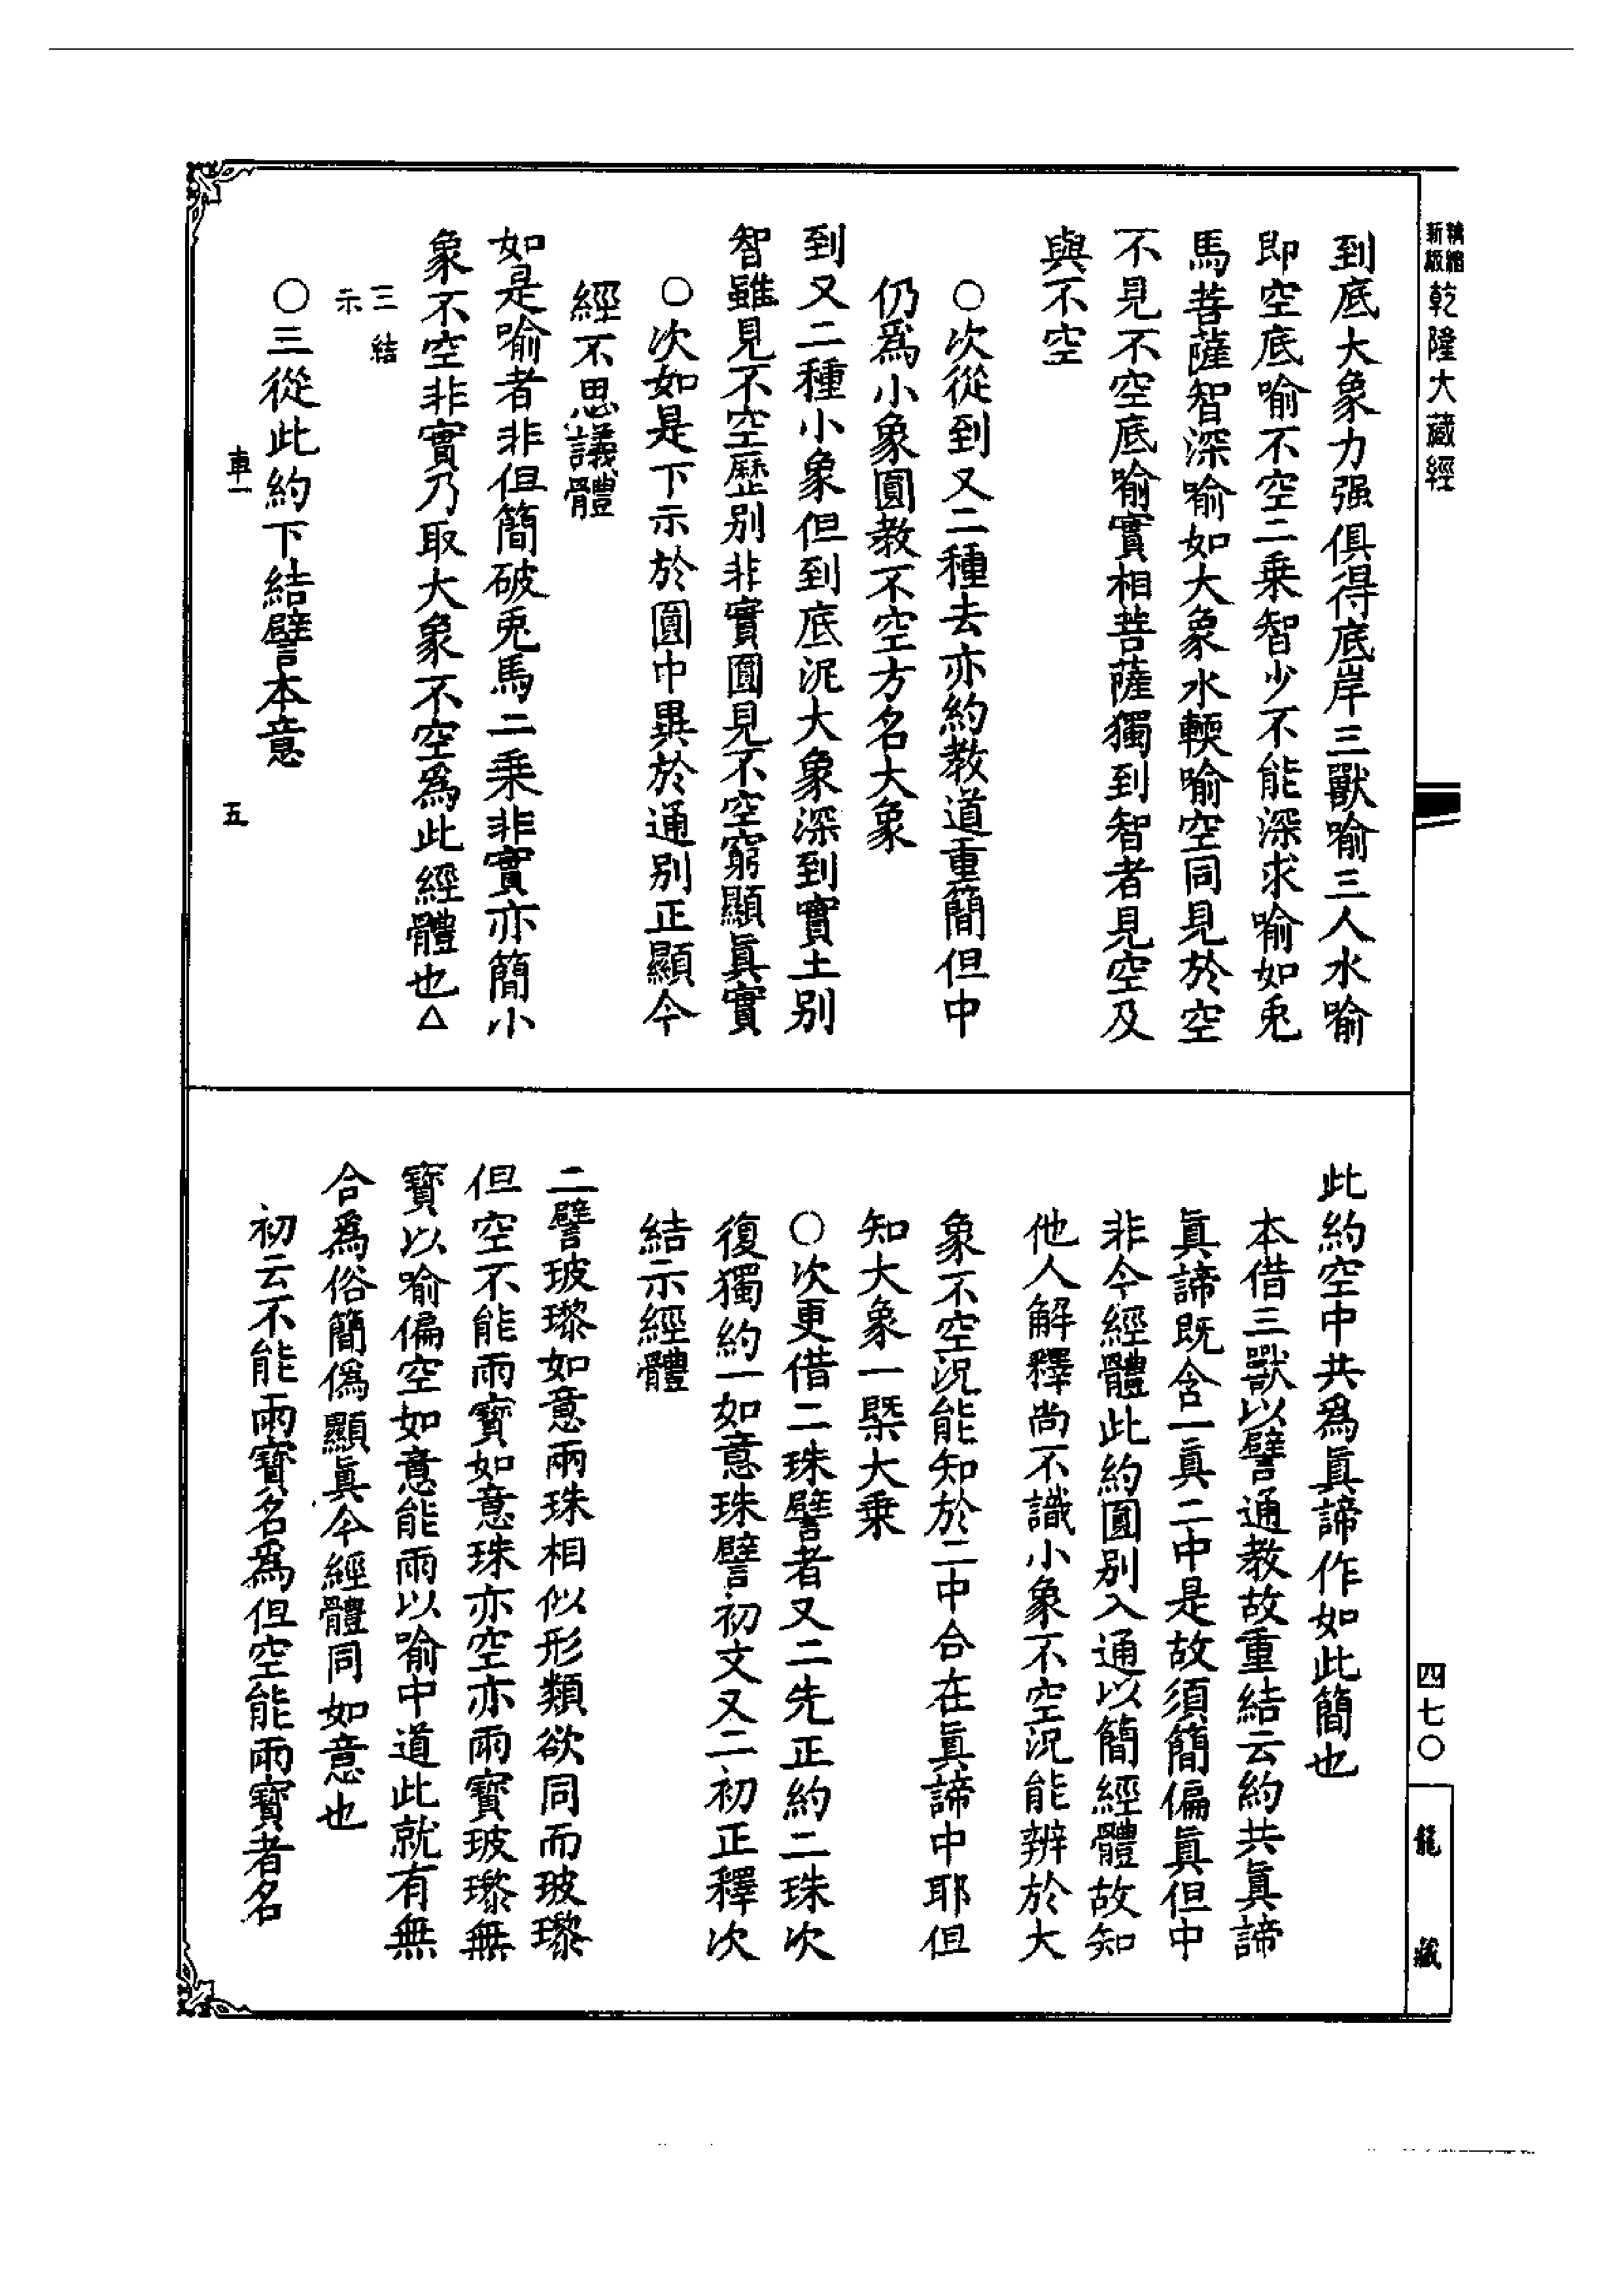 精縮
新版
乾隆大藏經
到底大象力强俱得底岸三獸喻三人水喻
即空底喻不空二乗智少不能深求喻如兎
馬菩薩智深喻如大象水輭喻空同見於空
不見不空底喻實相菩薩獨到智者見空及
與不空
〇次從到又二種去亦約教道重簡但中
仍爲小象圓教不空方名大象
到又二種小象但到底泥大象深到實土别
智雖見不空歷别非實圓見不空窮顯眞實
〇次如是下示於圓中異於通别正顯今
經不思議體
如是喻者非但簡破兎馬二乗非實亦簡小
象不空非實乃取大象不空爲此經體也△
三結
示
〇三從此約下結譬本意
車一
五
此約空中共爲眞諦作如此簡也
本借三獸以譬通教故重結云約共眞諦
眞諦既含一真二中是故須簡偏眞但中
非今經體此約圓别入通以簡經體故知
他人解釋尚不識小象不空況能辨於大
象不空況能知於二中合在眞諦中耶但
知大象一槩大乗
〇次更借二珠譬者又二先正約二珠次
復獨約一如意珠譬初文又二初正釋次
結示經體
二譬玻瓈如意兩珠相似形類欲同而玻瓈
但空不能雨寶如意珠亦空亦雨寶玻瓈無
寶以喻偏空如意能雨以喻中道此就有無
合爲俗簡僞顯眞今經體同如意也
初云不能雨寶名爲但空能雨寶者名
四七〇
龍藏